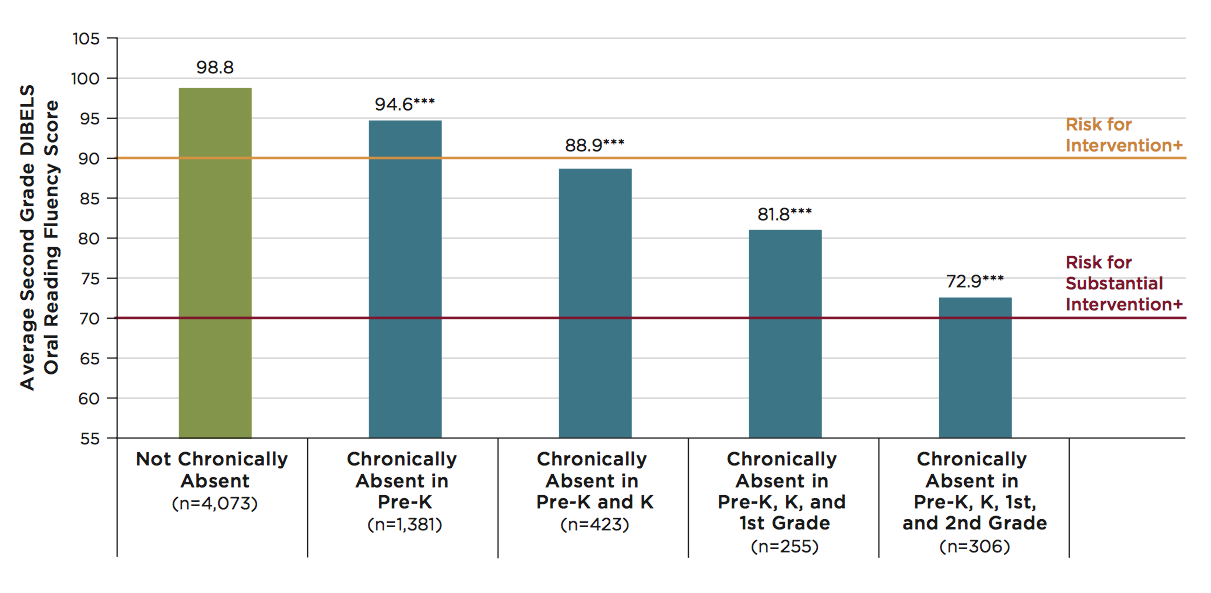 Average Second Grade DIBELS
Oral Reading Fluency Score
105
100
95
90
85
80
75
70
65
60
55
98.8
94.6***
88.9***
81.8***
72.9***
Risk for
Intervention+
Risk for
Substantial
Intervention+
Not Chronically
Absent
(n=4,073)
Chronically
Absent in
Pre-K
(n=1,381)
Chronically
Absent in
Pre-K and K
(n=423)
Chronically
Absent in
Pre-K, K, and
1st Grade
(n=255)
Chronically
Absent in
Pre-K, K, 1st,
and 2nd Grade
(n=306)